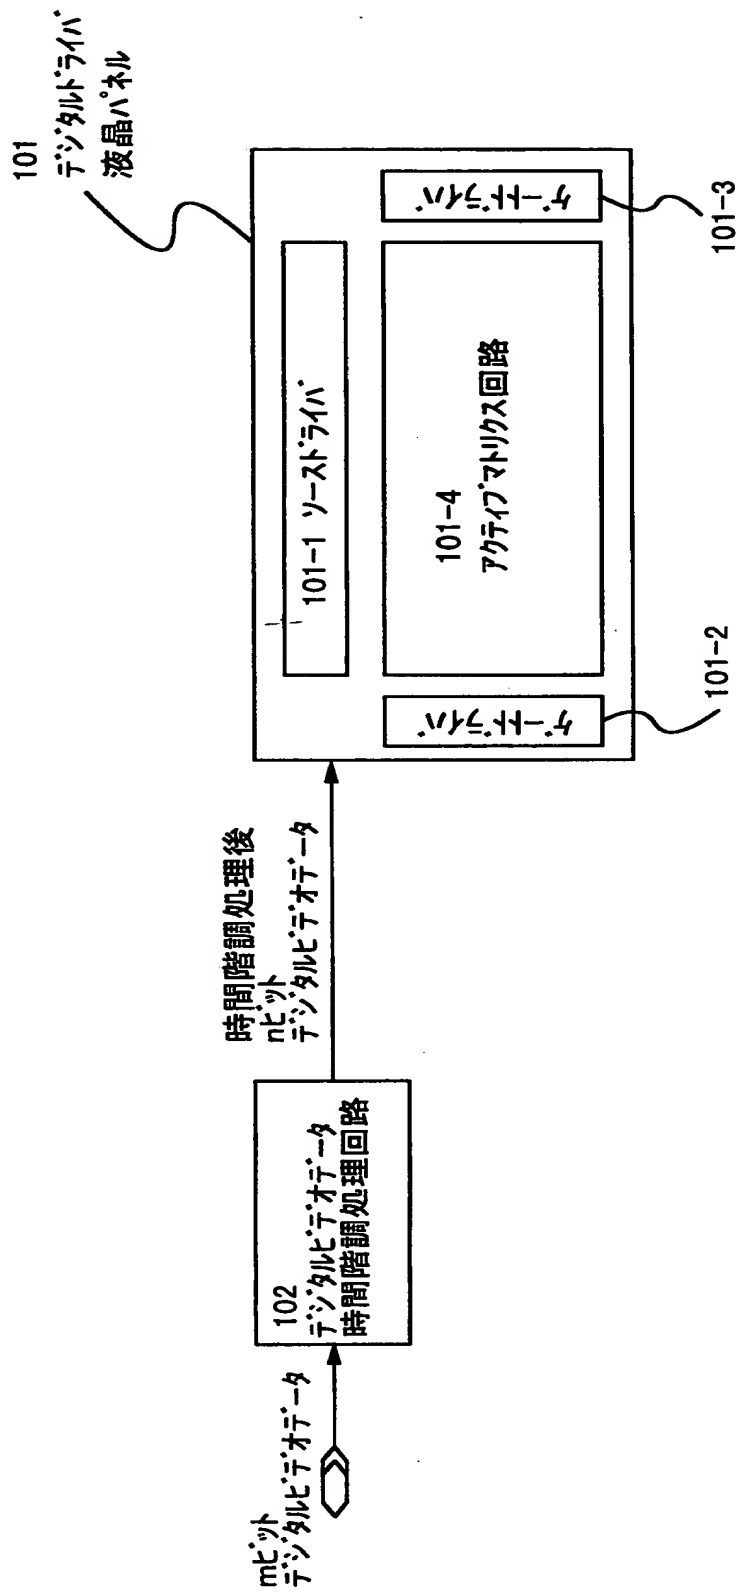 101
デジタルドライバ
液晶パネル
101-1 ソースドライバ
ゲートドライバ
101-4
アクティブマトリクス回路
ゲートドライバ
101-2
101-3
時間階調処理後
nビット
デジタルビデオデータ
102
デジタルビデオデータ
時間階調処理回路
mビット
デジタルビデオデータ